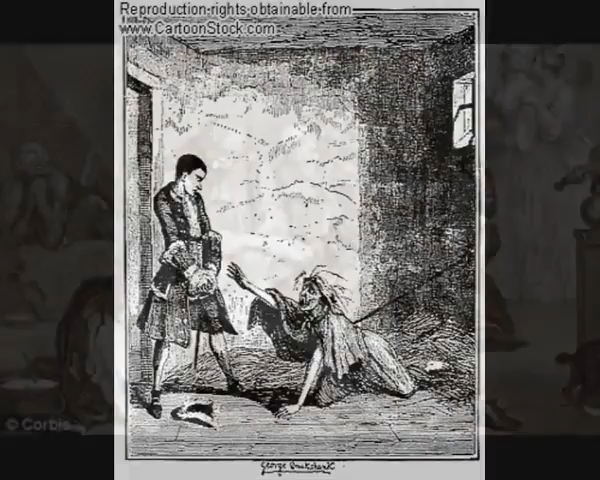 Reproduction rights obtainable from
www.CartoonStock.com
© Corbis
George Cruikshank